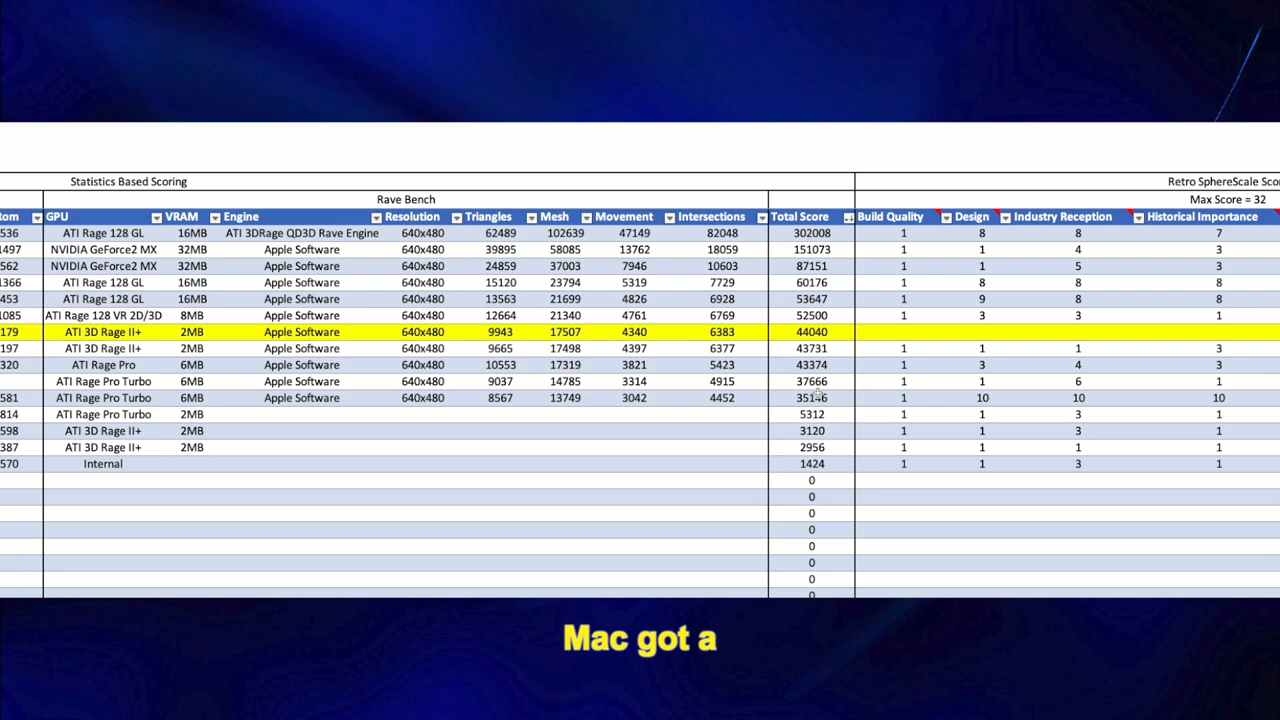 Statistics Based Scoring Retro SphereScale Scor
Rave Bench Max Score = 32
tom GPU VRAM Engine Resolution Triangles Mesh Movement Intersections Total Score Build Quality Design Industry Reception Historical Importance
536 ATI Rage 128 GL 16MB ATI 3DRage QD3D Rave Engine 640x480 62489 102639 47149 82048 302008 1 8 8 7
1497 NVIDIA GeForce2 MX 32MB Apple Software 640x480 39895 58085 13762 18059 151073 1 1 4 3
562 NVIDIA GeForce2 MX 32MB Apple Software 640x480 24859 37003 7946 10603 87151 1 1 5 3
1366 ATI Rage 128 GL 16MB Apple Software 640x480 15120 23794 5319 7729 60176 1 8 8 8
453 ATI Rage 128 GL 16MB Apple Software 640x480 13563 21699 4826 6928 53647 1 9 8 8
1085 ATI Rage 128 VR 2D/3D 8MB Apple Software 640x480 12664 21340 4761 6769 52500 1 3 3 1
179 ATI 3D Rage II+ 2MB Apple Software 640x480 9943 17507 4340 6383 44040
197 ATI 3D Rage II+ 2MB Apple Software 640x480 9665 17498 4397 6377 43731 1 1 1 3
320 ATI Rage Pro 6MB Apple Software 640x480 10553 17319 3821 5423 43374 1 3 4 3
ATI Rage Pro Turbo 6MB Apple Software 640x480 9037 14785 3314 4915 37666 1 1 6 1
581 ATI Rage Pro Turbo 6MB Apple Software 640x480 8567 13749 3042 4452 35146 1 10 10 10
814 ATI Rage Pro Turbo 2MB 5312 1 1 3 1
598 ATI 3D Rage II+ 2MB 3120 1 1 3 1
387 ATI 3D Rage II+ 2MB 2956 1 1 1 1
570 Internal 1424 1 1 3 1
0
0
0
0
0
0
0
0
Mac got a